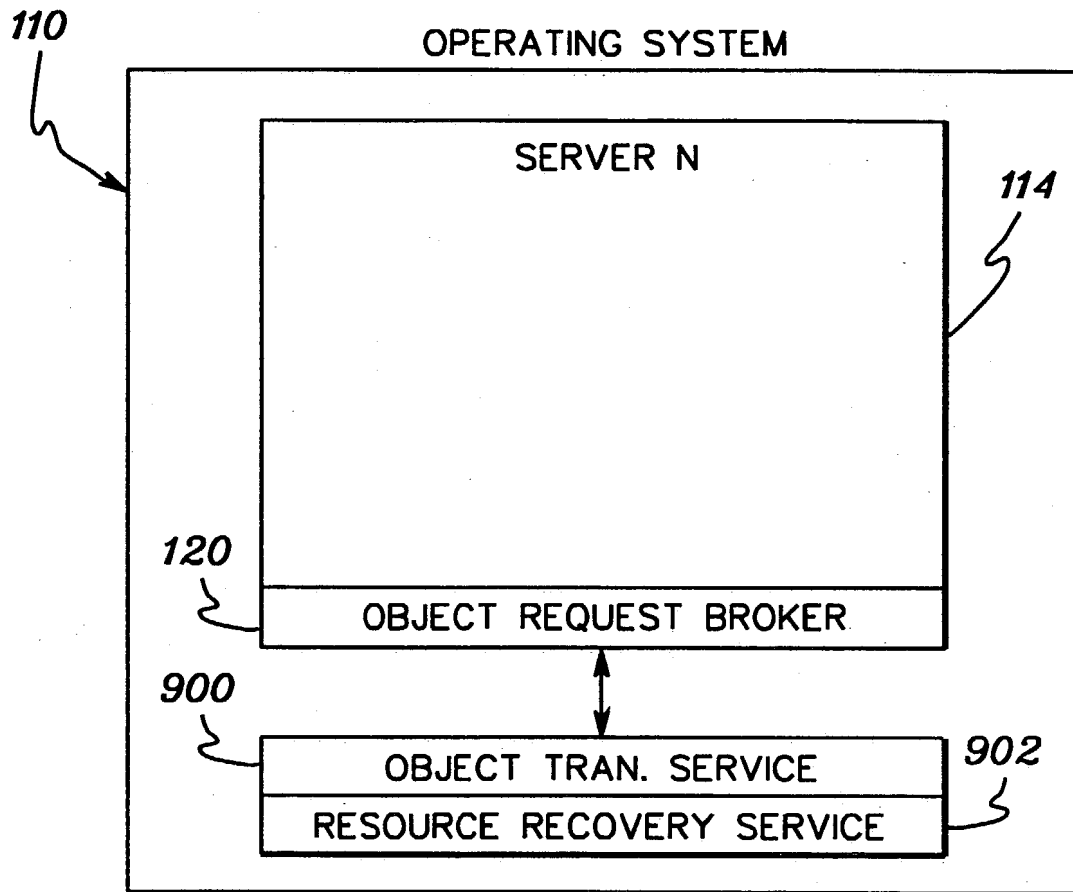 110
OPERATING SYSTEM
SERVER N
114
120
OBJECT REQUEST BROKER
900
OBJECT TRAN. SERVICE
902
RESOURCE RECOVERY SERVICE